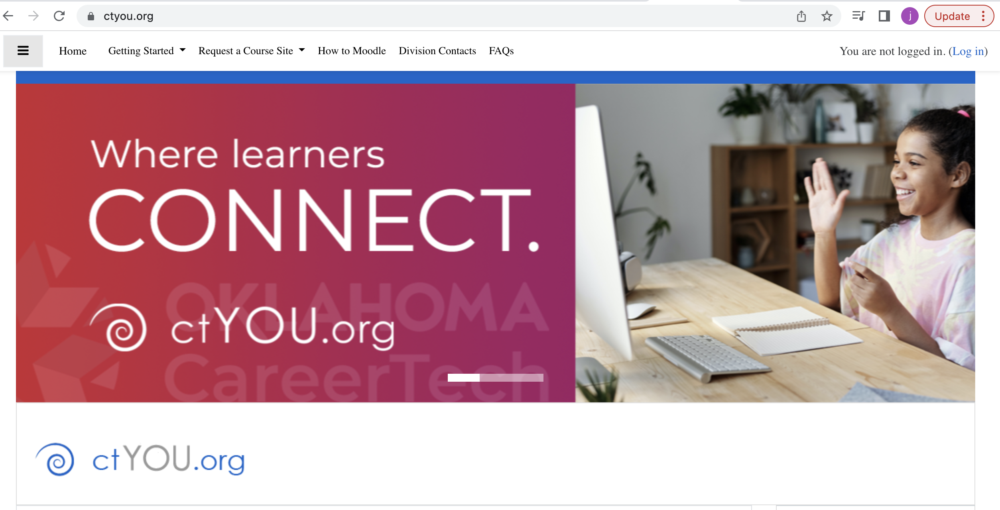 ctyou.org
j
Update
Home
Getting Started
Request a Course Site
How to Moodle
Division Contacts
FAQs
You are not logged in. (Log in)
Where learners
CONNECT.
OKLAHOMA
ctYOU.org
CareerTech
ctYOU.org